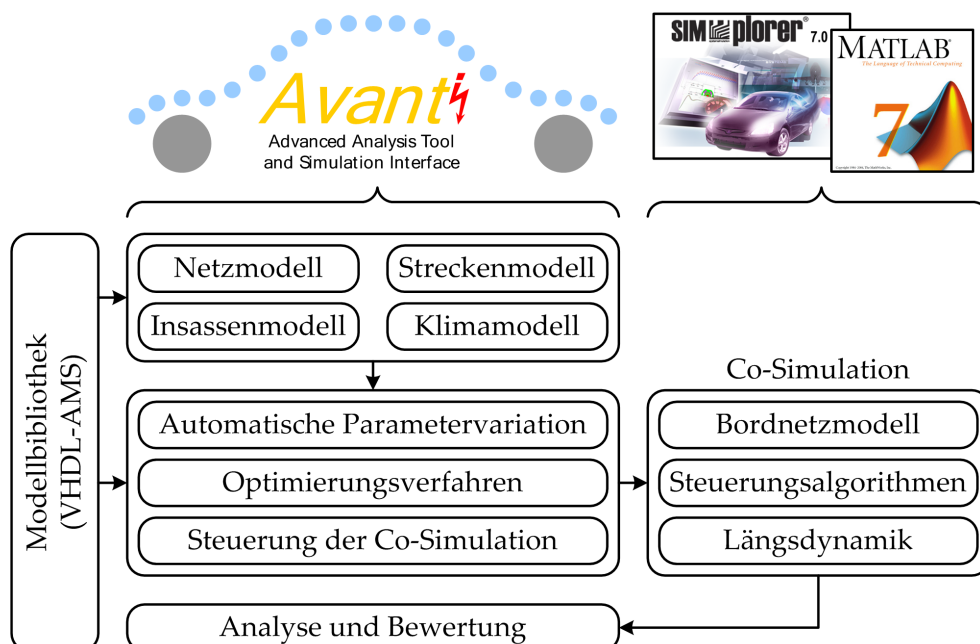 Avanti
Advanced Analysis Tool
and Simulation Interface
SIMplorer® 7.0
MATLAB®
The Language of Technical Computing
7
Modellbibliothek
(VHDL-AMS)
Netzmodell
Streckenmodell
Insassenmodell
Klimamodell
Automatische Parametervariation
Optimierungsverfahren
Steuerung der Co-Simulation
Co-Simulation
Bordnetzmodell
Steuerungsalgorithmen
Längsdynamik
Analyse und Bewertung